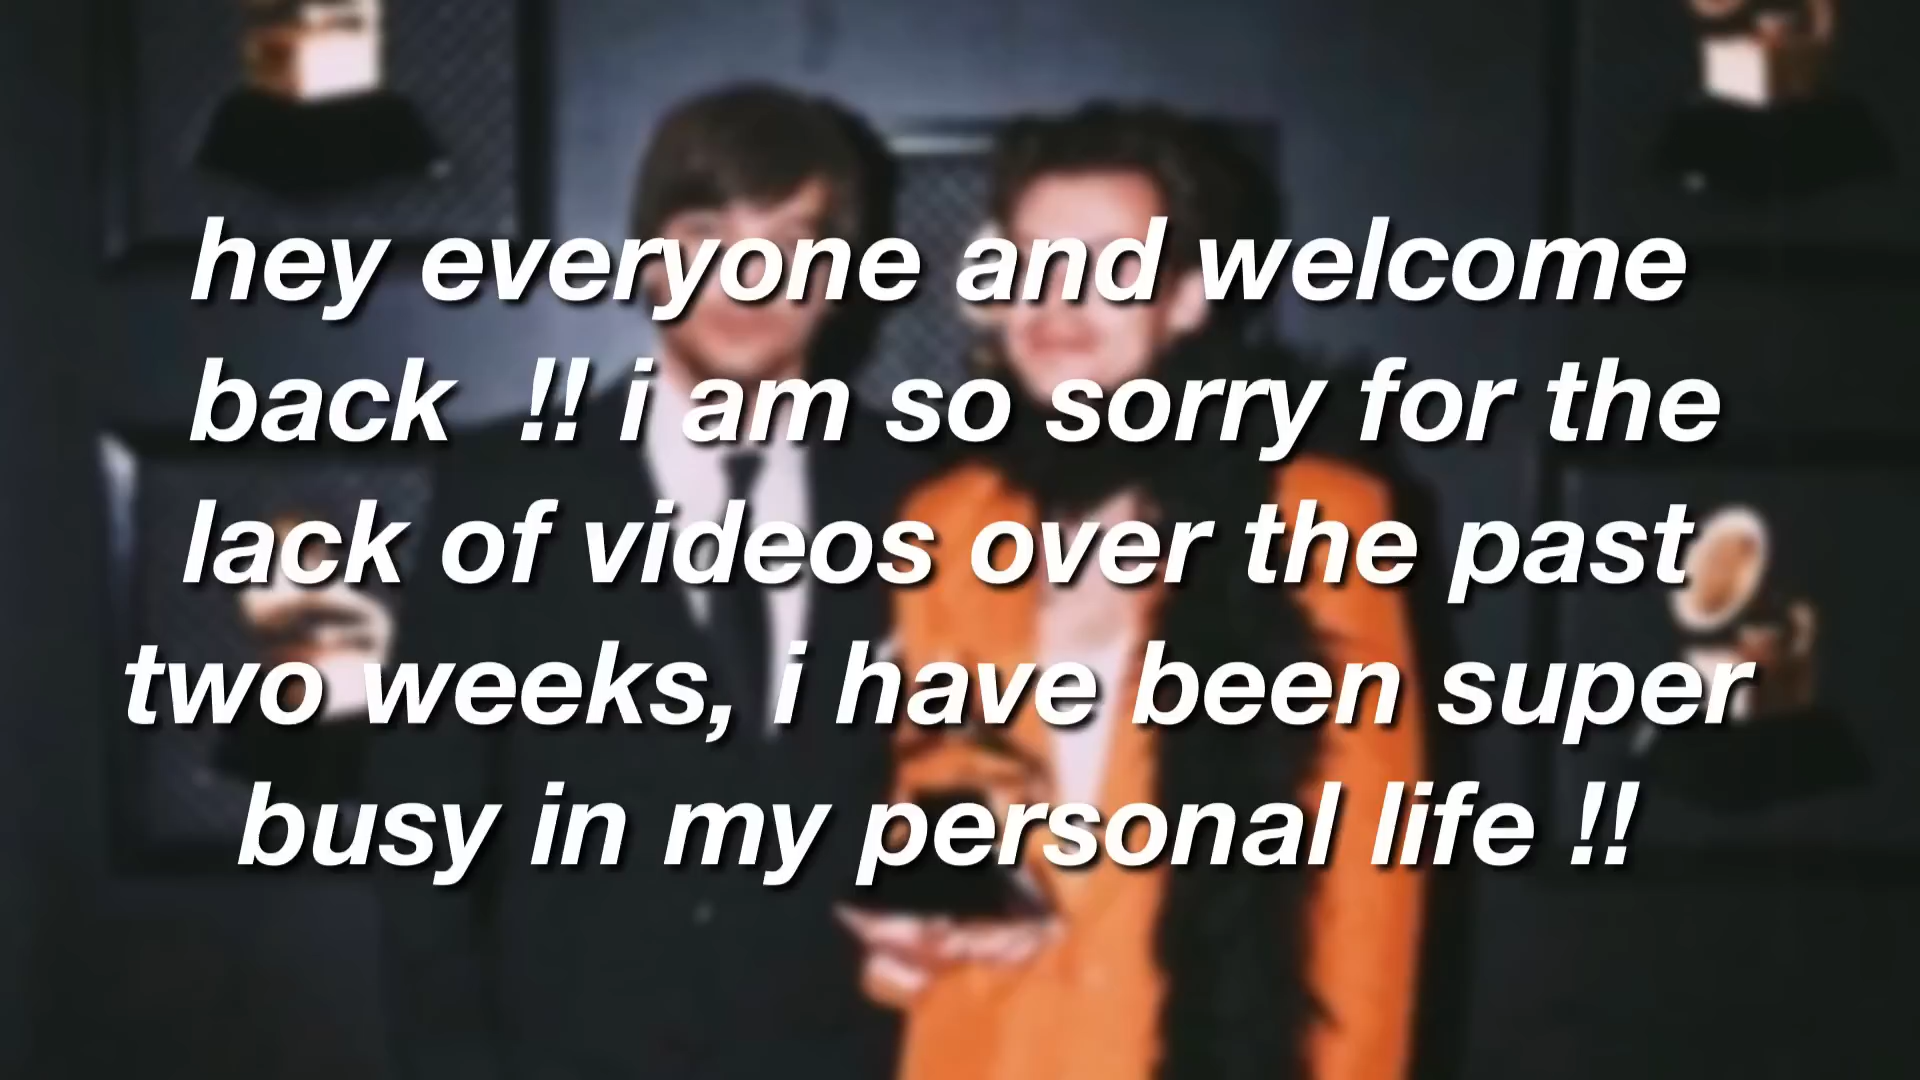 hey everyone and welcome
back !! i am so sorry for the
lack of videos over the past
two weeks, i have been super
busy in my personal life !!